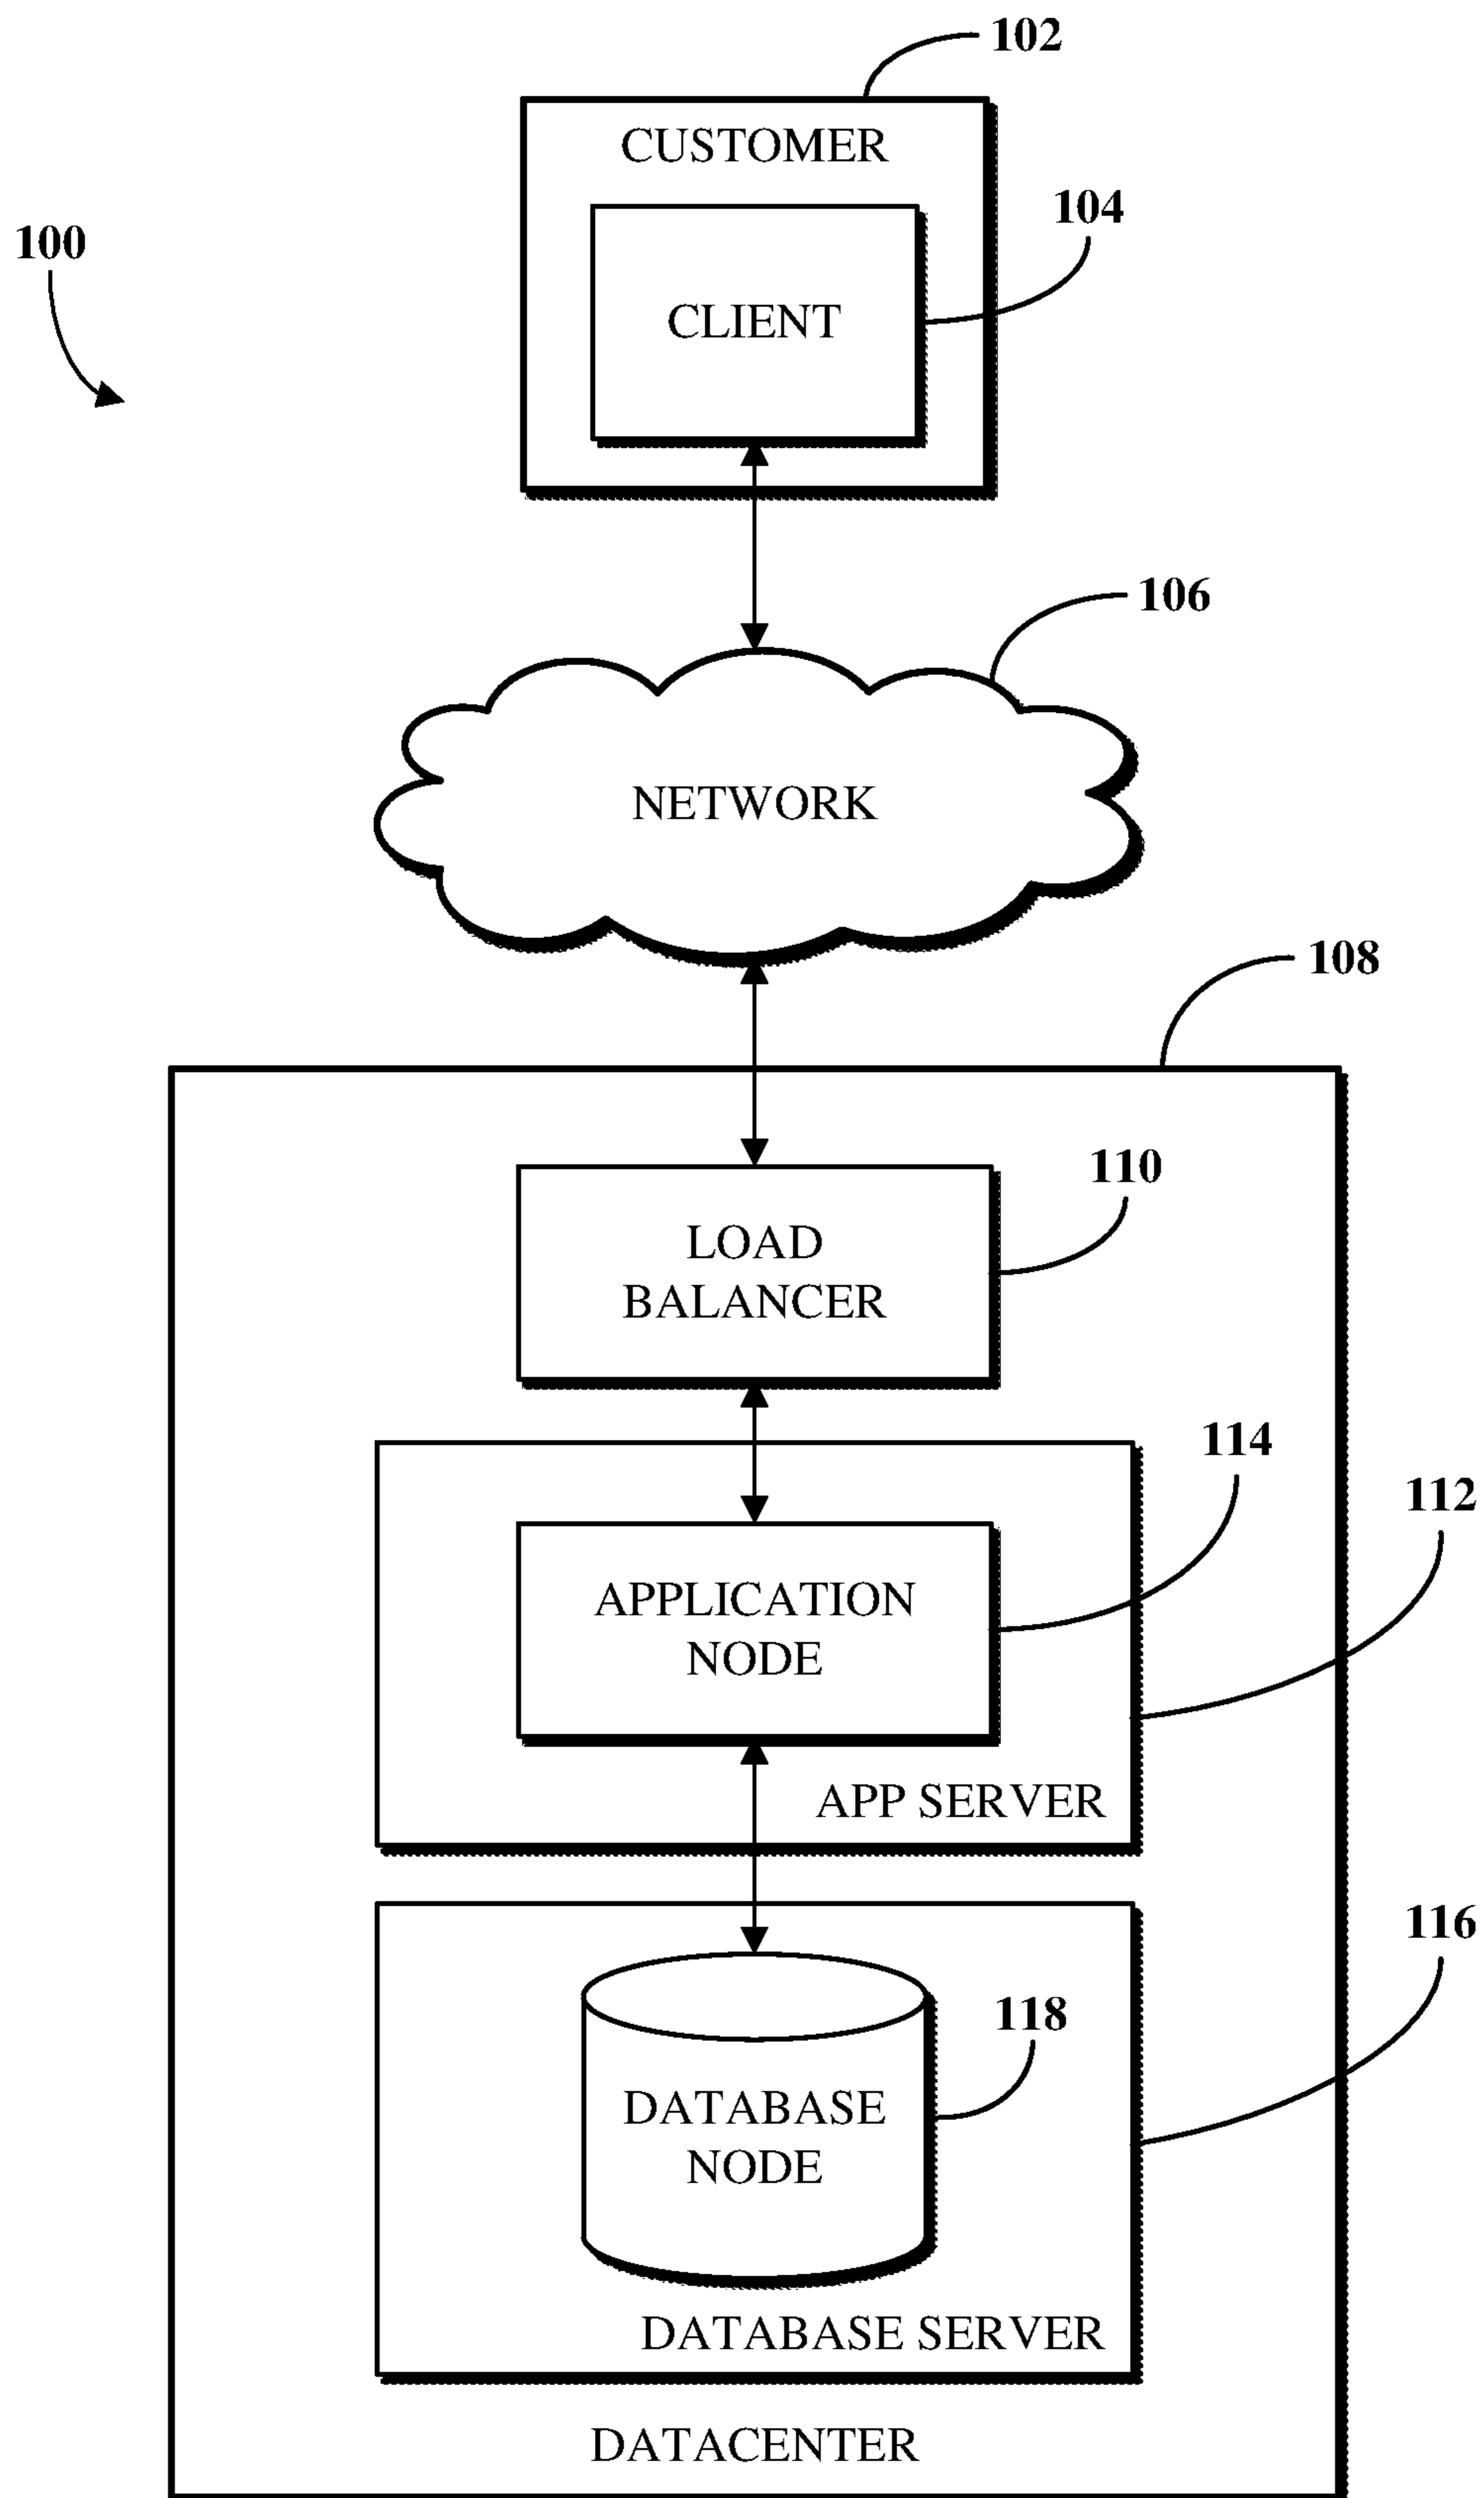 102
CUSTOMER
104
100
CLIENT
106
NETWORK
108
110
LOAD
BALANCER
114
112
APPLICATION
NODE
APP SERVER
116
118
DATABASE
NODE
DATABASE SERVER
DATACENTER